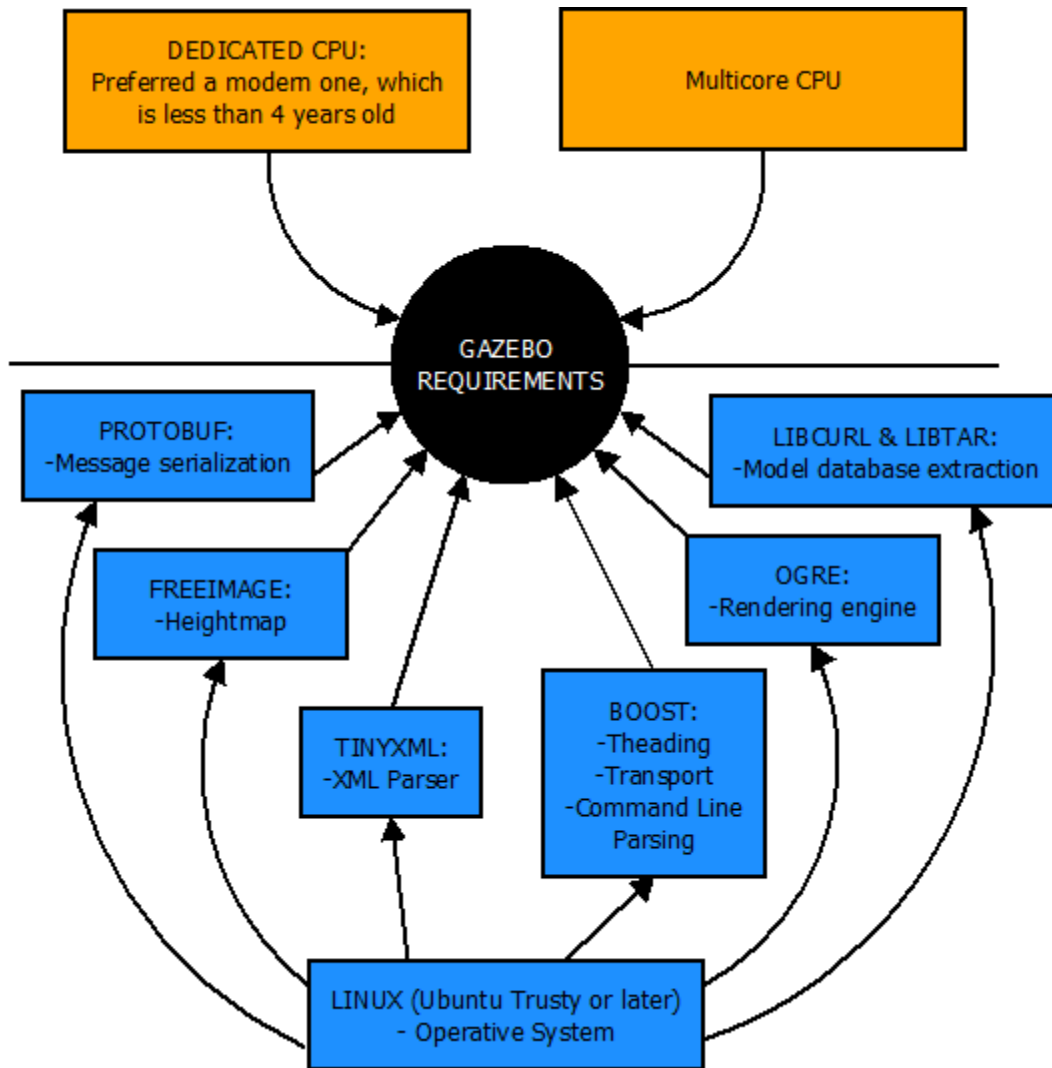 DEDICATED CPU:
Preferred a modern one, which
is less than 4 years old
Multicore CPU
GAZEBO
REQUIREMENTS
PROTOBUF:
-Message serialization
LIBCURL & LIBTAR:
-Model database extraction
FREEIMAGE:
-Heightmap
OGRE:
-Rendering engine
TINYXML:
-XML Parser
BOOST:
-Theading
-Transport
-Command Line
Parsing
LINUX (Ubuntu Trusty or later)
- Operative System